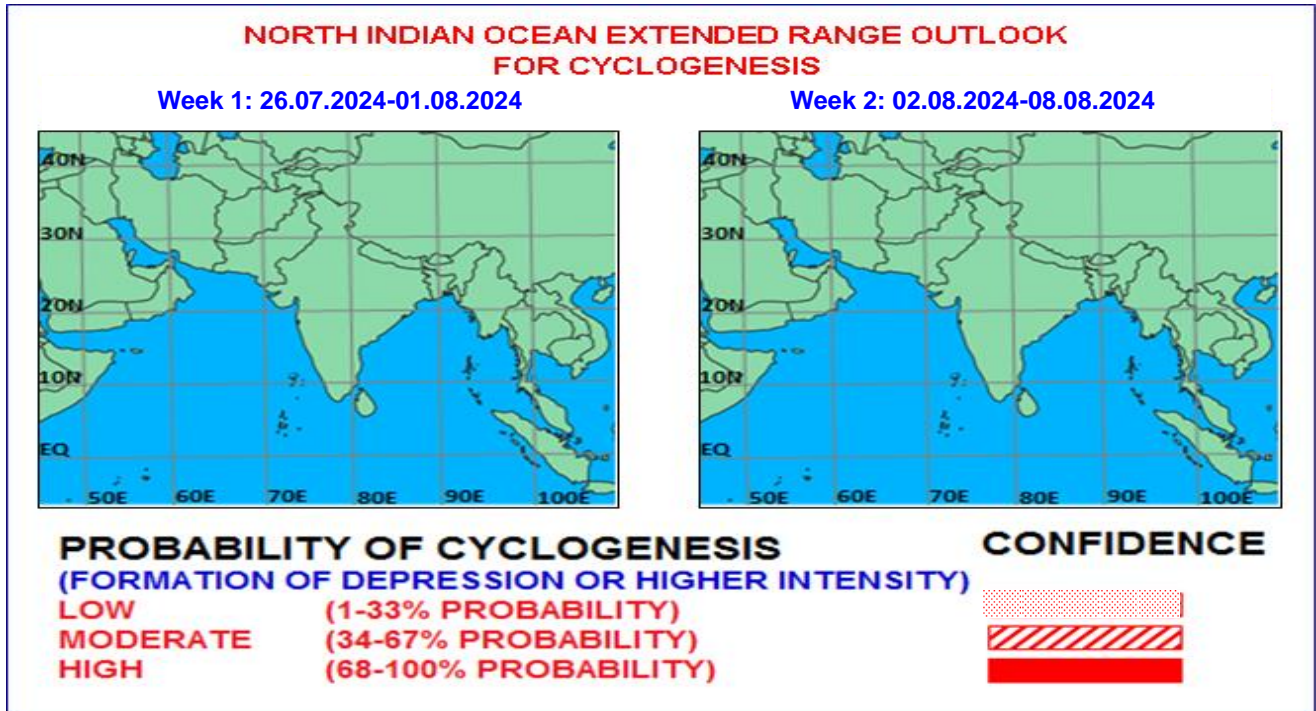 NORTH INDIAN OCEAN EXTENDED RANGE OUTLOOK
FOR CYCLOGENESIS
Week 1: 26.07.2024-01.08.2024
Week 2: 02.08.2024-08.08.2024
40N
30N
20N
10N
EQ
50E 60E 70E 80E 90E 100E
40N
30N
20N
10N
EQ
50E 60E 70E 80E 90E 100E
PROBABILITY OF CYCLOGENESIS
CONFIDENCE
(FORMATION OF DEPRESSION OR HIGHER INTENSITY)
LOW (1-33% PROBABILITY)
MODERATE (34-67% PROBABILITY)
HIGH (68-100% PROBABILITY)